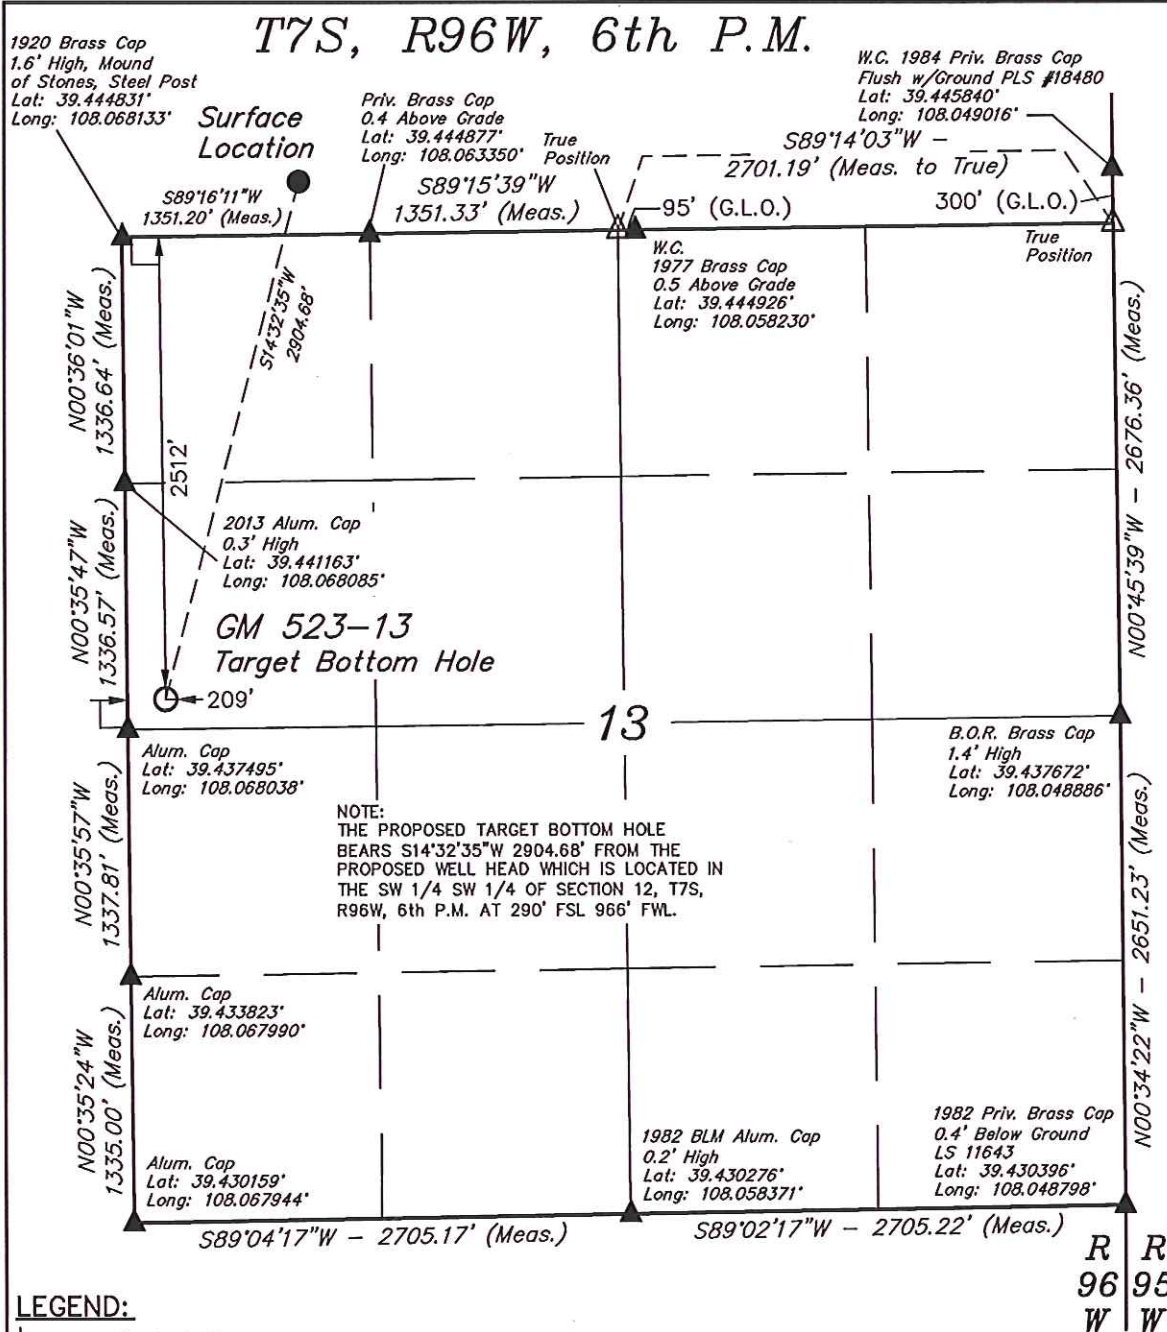 T7S, R96W, 6th P.M.
1920 Brass Cap
1.6' High, Mound
of Stones, Steel Post
Lat: 39.444831°
Long: 108.068133°
Surface
Location
Priv. Brass Cap
0.4 Above Grade
Lat: 39.444877°
Long: 108.063350°
True
Position
W.C. 1984 Priv. Brass Cap
Flush w/Ground PLS #18480
Lat: 39.445840°
Long: 108.049016°
S89°14'03"W –
2701.19' (Meas. to True)
S89°16'11"W
1351.20' (Meas.)
S89°15'39"W
1351.33' (Meas.)
95' (G.L.O.)
300' (G.L.O.)
True
Position
W.C.
1977 Brass Cap
0.5 Above Grade
Lat: 39.444926°
Long: 108.058230°
N00°36'01"W
1336.64' (Meas.)
S14°32'35"W
2904.68'
2512'
N00°45'39"W – 2676.36' (Meas.)
2013 Alum. Cap
0.3' High
Lat: 39.441163°
Long: 108.068085°
N00°35'47"W
1336.57' (Meas.)
GM 523–13
Target Bottom Hole
209'
13
Alum. Cap
Lat: 39.437495°
Long: 108.068038°
B.O.R. Brass Cap
1.4' High
Lat: 39.437672°
Long: 108.048886°
NOTE:
THE PROPOSED TARGET BOTTOM HOLE
BEARS S14°32'35"W 2904.68' FROM THE
PROPOSED WELL HEAD WHICH IS LOCATED IN
THE SW 1/4 SW 1/4 OF SECTION 12, T7S,
R96W, 6th P.M. AT 290' FSL 966' FWL.
N00°35'57"W
1337.81' (Meas.)
N00°34'22"W – 2651.23' (Meas.)
Alum. Cap
Lat: 39.433823°
Long: 108.067990°
N00°35'24"W
1335.00' (Meas.)
Alum. Cap
Lat: 39.430159°
Long: 108.067944°
1982 BLM Alum. Cap
0.2' High
Lat: 39.430276°
Long: 108.058371°
1982 Priv. Brass Cap
0.4' Below Ground
LS 11643
Lat: 39.430396°
Long: 108.048798°
S89°04'17"W – 2705.17' (Meas.)
S89°02'17"W – 2705.22' (Meas.)
R R
96 95
W W
LEGEND: